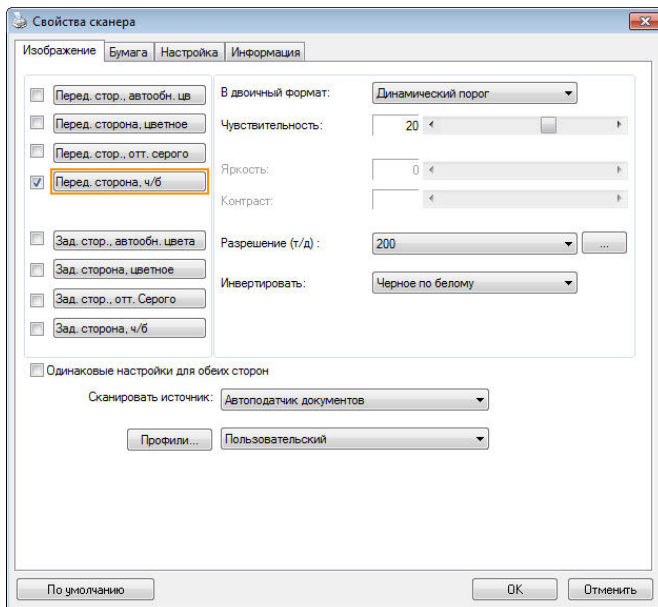 Свойства сканера
Изображение Бумага Настройка Информация
Перед. стор., автообн. цв
В двоичный формат: Динамический порог
Перед. сторона, цветное
Чувствительность: 20
Перед. стор., отт. серого
Яркость: 0
Перед. сторона, ч/б
Контраст:
Зад. стор., автообн. цвета
Разрешение (т/д) : 200 ...
Зад. сторона, цветное
Инвертировать: Черное по белому
Зад. стор., отт. Серого
Зад. сторона, ч/б
Одинаковые настройки для обеих сторон
Сканировать источник: Автоподатчик документов
Профили... Пользовательский
По умолчанию OK Отменить